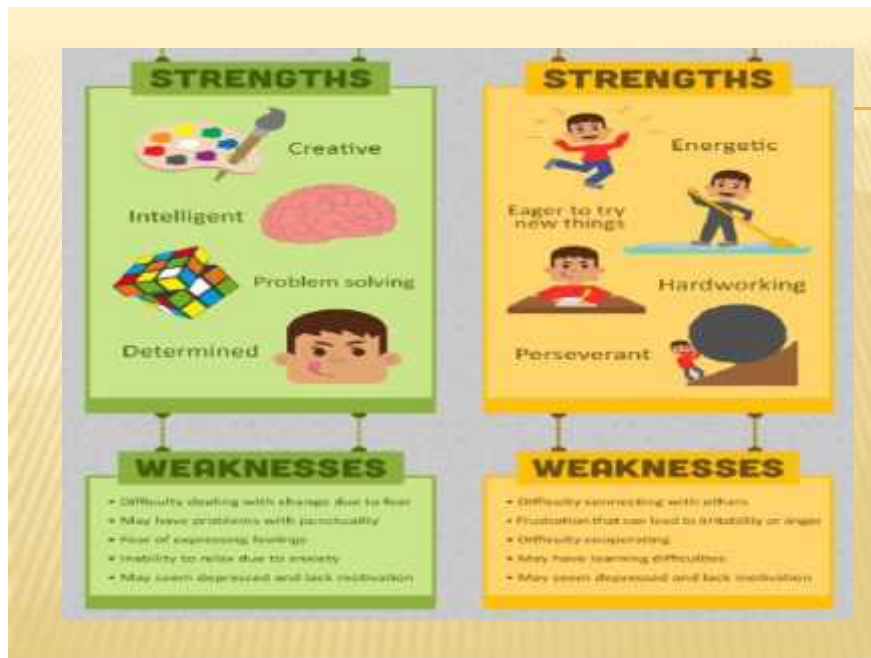 STRENGTHS
Creative
Intelligent
Problem solving
Determined
WEAKNESSES
• Difficulty dealing with change due to fear
• May have problems with punctuality
• Fear of expressing feelings
• Inability to relax due to anxiety
• May seem depressed and lack motivation
STRENGTHS
Energetic
Eager to try
new things
Hardworking
Perseverant
WEAKNESSES
• Difficulty connecting with others
• Frustration that can lead to irritability or anger
• Difficulty cooperating
• May have learning difficulties
• May seem depressed and lack motivation